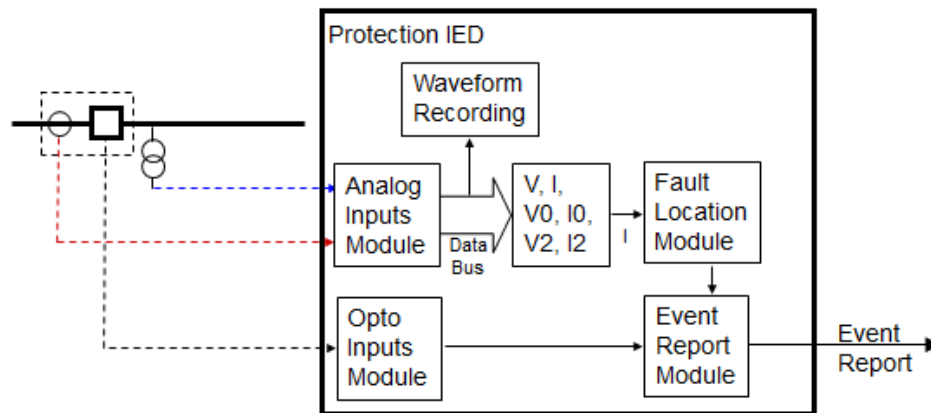 Protection IED
Waveform
Recording
Analog
Inputs
Module
Data
Bus
V, I,
V0, I0,
V2, I2
I
Fault
Location
Module
Opto
Inputs
Module
Event
Report
Module
Event
Report